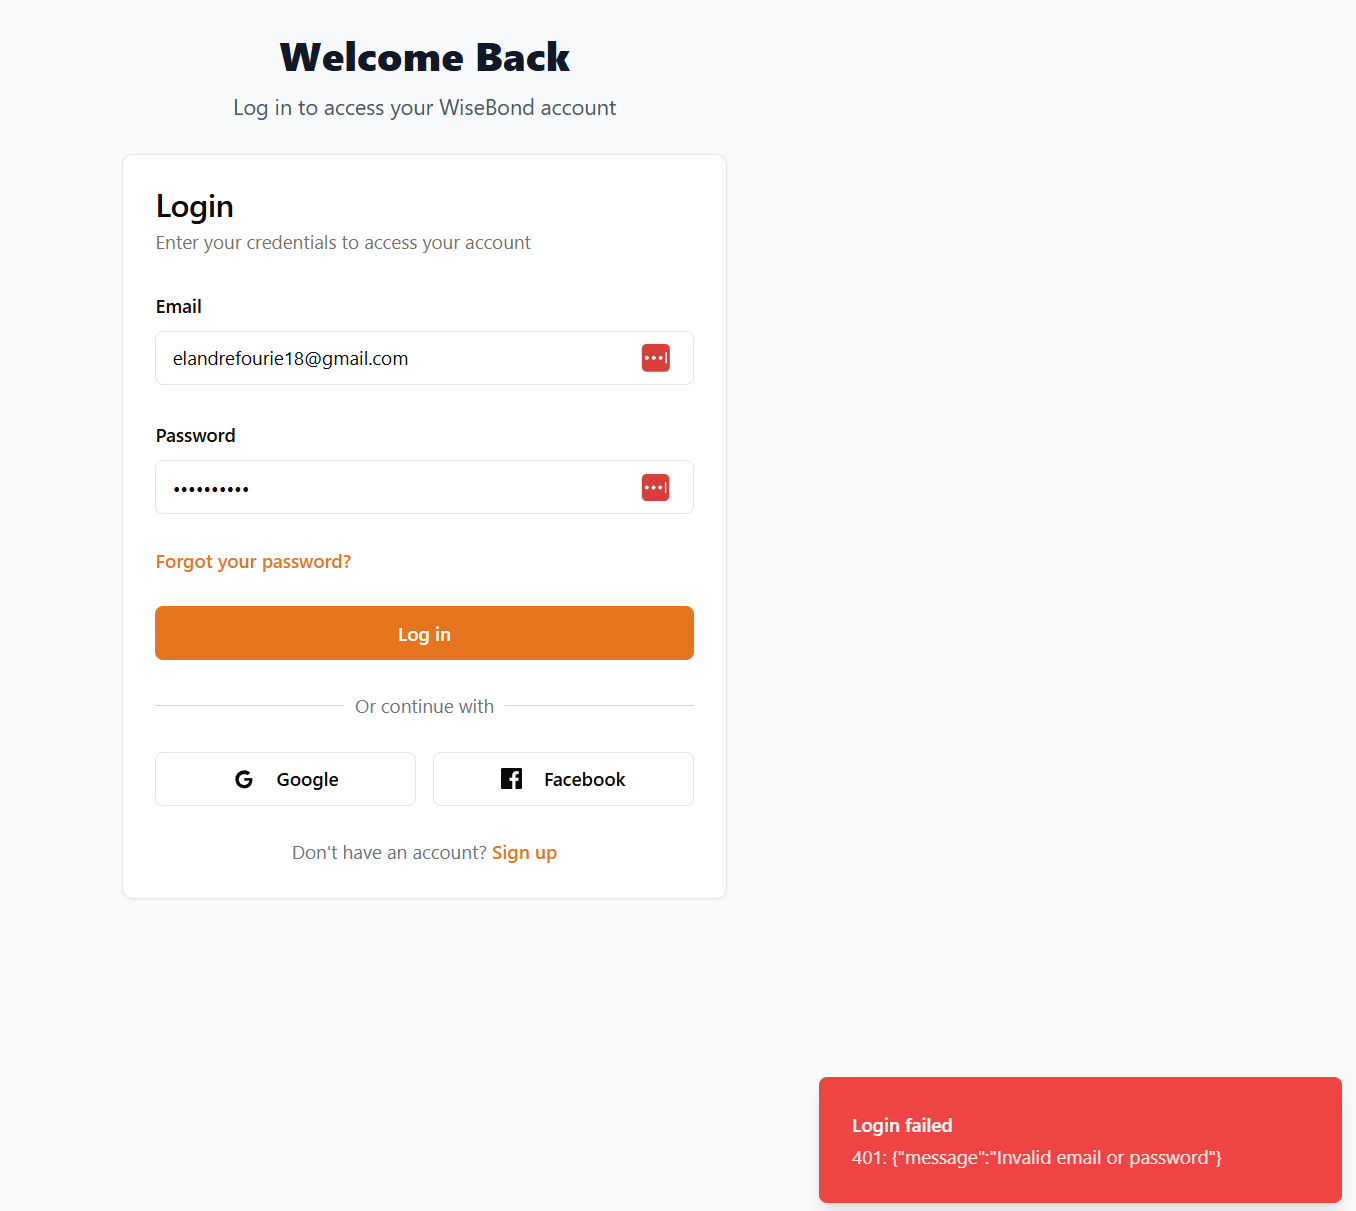 Welcome Back
Log in to access your WiseBond account
Login
Enter your credentials to access your account
Email
elandrefourie18@gmail.com
Password
••••••••••
Forgot your password?
Log in
Or continue with
Google
Facebook
Don't have an account? Sign up
Login failed
401: {"message":"Invalid email or password"}